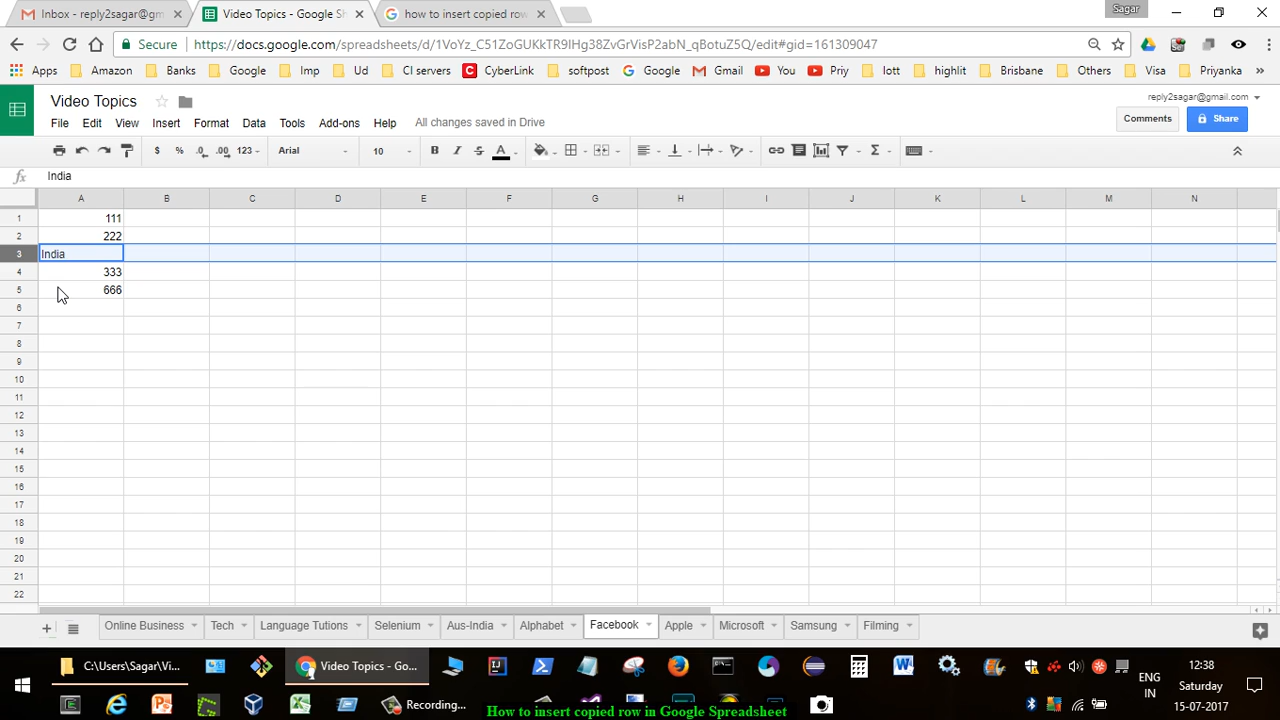 Inbox - reply2sagar@gm
Video Topics - Google Sh
how to insert copied row
Sagar
Secure
https://docs.google.com/spreadsheets/d/1VoYz_C51ZoGUKkTR9IHg38ZvGrVisP2abN_qBotuZ5Q/edit#gid=161309047
Apps Amazon Banks Google Imp Ud CI servers CyberLink softpost Google Gmail You Priy Iott highlit Brisbane Others Visa Priyanka »
Video Topics
reply2sagar@gmail.com
File Edit View Insert Format Data Tools Add-ons Help All changes saved in Drive
Comments
Share
$ % .0 .00 123 Arial 10 B I S A Σ
fx India
A B C D E F G H I J K L M N
1 111
2 222
3 India
4 333
5 666
6
7
8
9
10
11
12
13
14
15
16
17
18
19
20
21
22
Online Business Tech Language Tutions Selenium Aus-India Alphabet Facebook Apple Microsoft Samsung Filming
C:\Users\Sagar\Vi...
Video Topics - Go...
12:38
ENG
Saturday
IN
Recording...
15-07-2017
How to insert copied row in Google Spreadsheet